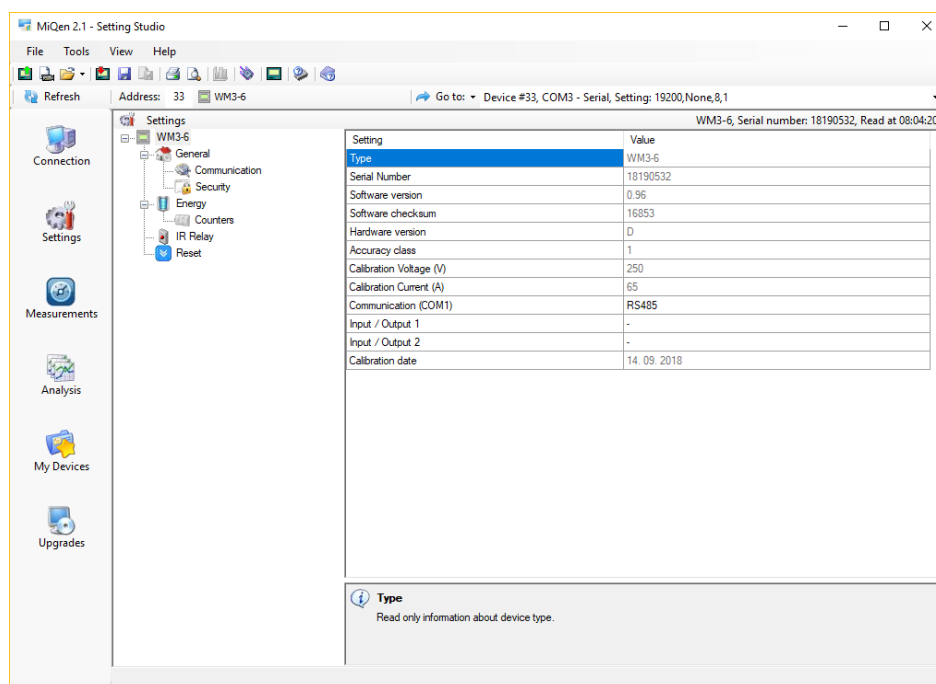 MiQen 2.1 - Setting Studio
File Tools View Help
Refresh Address: 33 WM3-6 Go to: Device #33, COM3 - Serial, Setting: 19200,None,8,1
Settings WM3-6, Serial number: 18190532, Read at 08:04:20
Connection
Settings
Measurements
Analysis
My Devices
Upgrades
WM3-6
General
Communication
Security
Energy
Counters
IR Relay
Reset
Setting Value
Type WM3-6
Serial Number 18190532
Software version 0.96
Software checksum 16853
Hardware version D
Accuracy class 1
Calibration Voltage (V) 250
Calibration Current (A) 65
Communication (COM1) RS485
Input / Output 1 -
Input / Output 2 -
Calibration date 14. 09. 2018
Type
Read only information about device type.